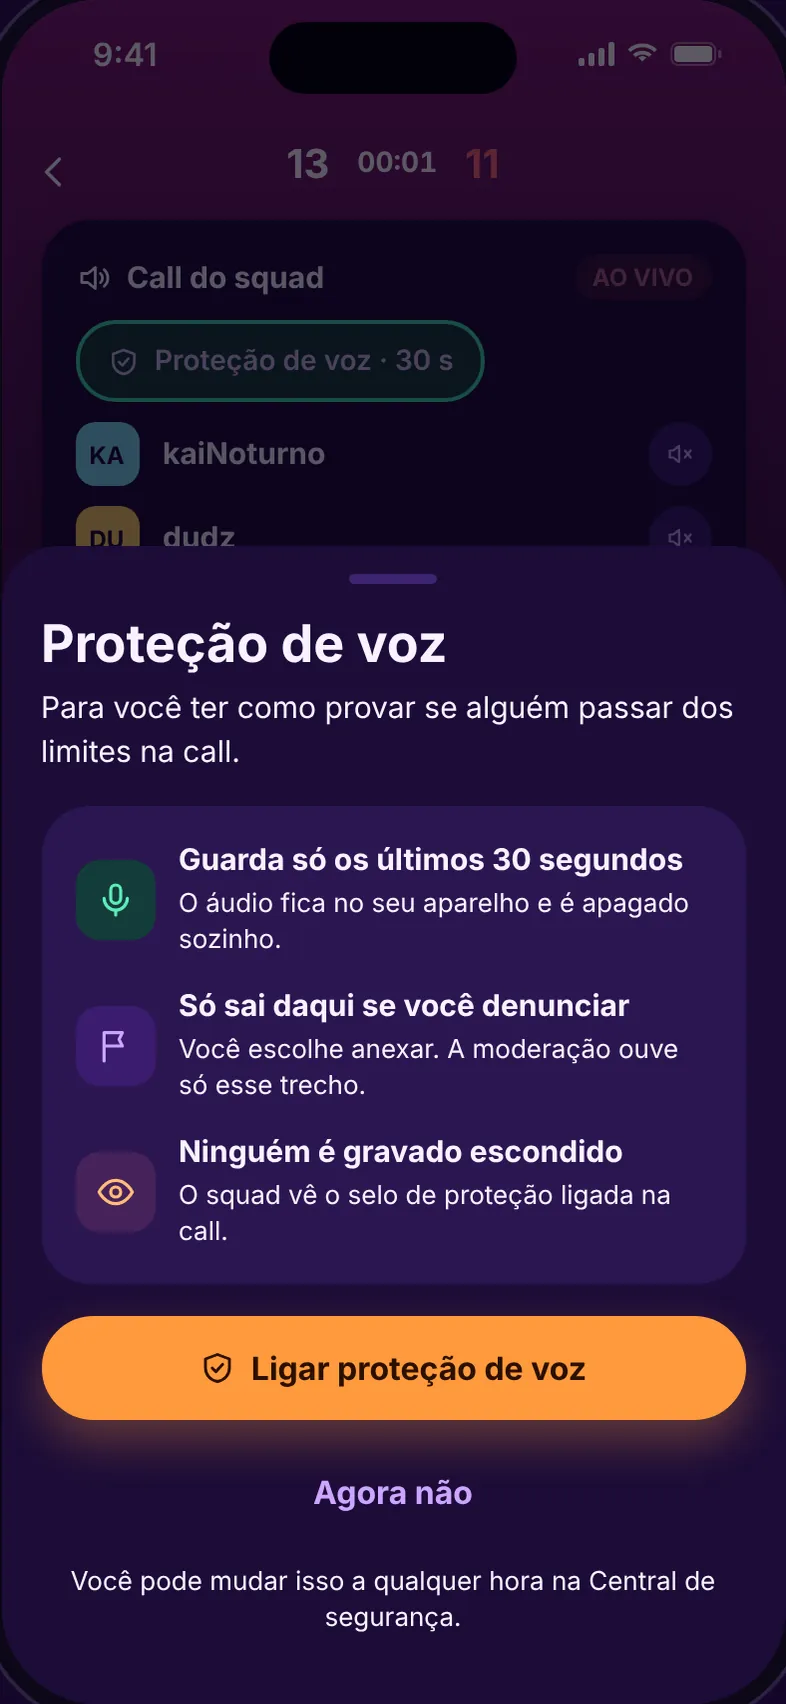 9:41
13 00:01 11
Call do squad AO VIVO
Proteção de voz · 30 s
KA kaiNoturno
DU dudz
Proteção de voz
Para você ter como provar se alguém passar dos
limites na call.
Guarda só os últimos 30 segundos
O áudio fica no seu aparelho e é apagado
sozinho.
Só sai daqui se você denunciar
Você escolhe anexar. A moderação ouve
só esse trecho.
Ninguém é gravado escondido
O squad vê o selo de proteção ligada na
call.
Ligar proteção de voz
Agora não
Você pode mudar isso a qualquer hora na Central de
segurança.